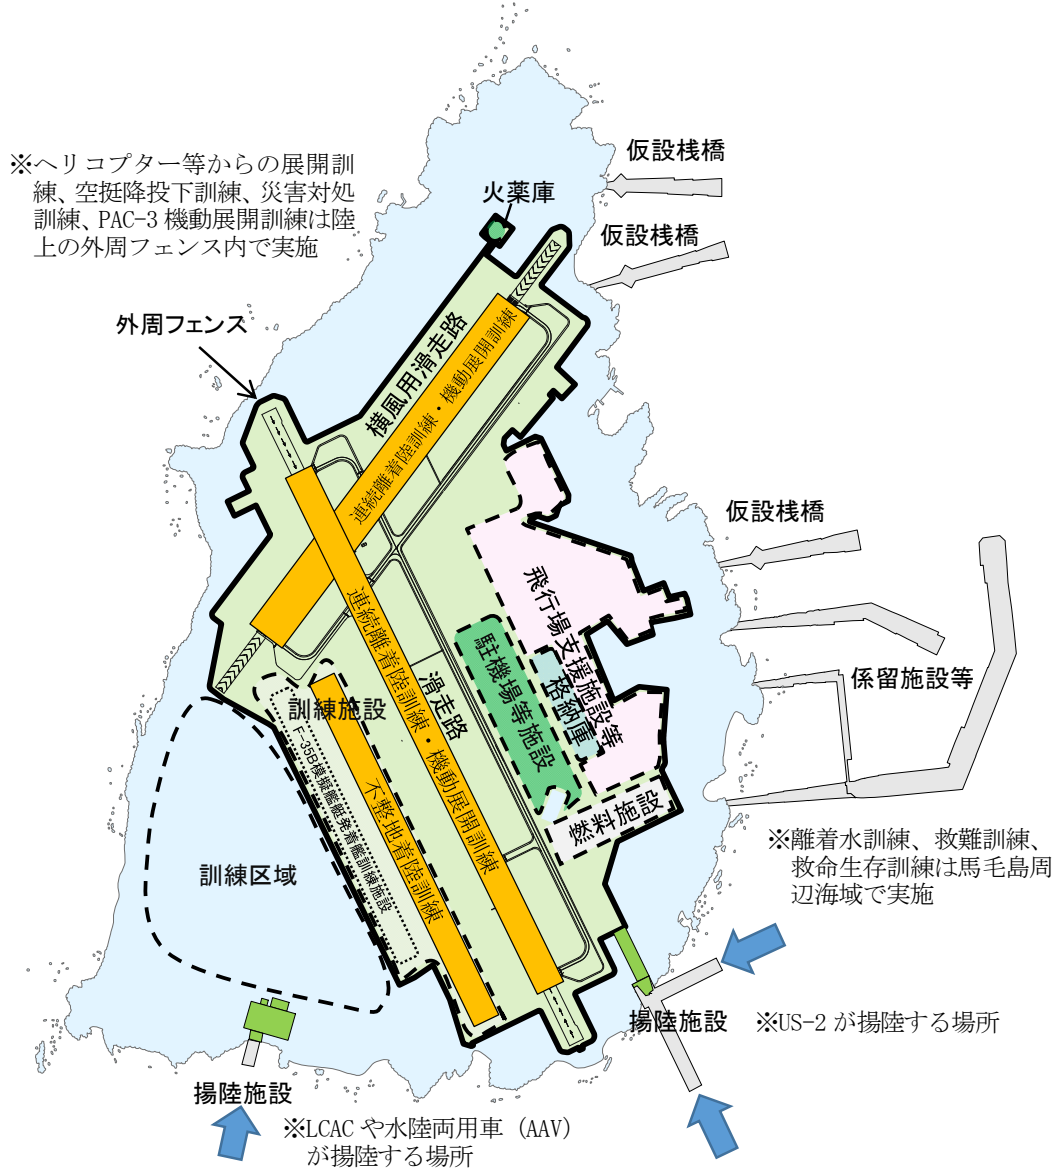 仮設桟橋
※ヘリコプター等からの展開訓
練、空挺降投下訓練、災害対処
訓練、PAC-3 機動展開訓練は陸
上の外周フェンス内で実施
火薬庫
仮設桟橋
外周フェンス
横風用滑走路
連続離着陸訓練・機動展開訓練
仮設桟橋
飛行場支援施設等
連続離着陸訓練・機動展開訓練
駐機場等施設
格納庫
滑走路
係留施設等
訓練施設
F-35B模擬艦艇発着艦訓練施設
不整地着陸訓練
燃料施設
訓練区域
※離着水訓練、救難訓練、
救命生存訓練は馬毛島周
辺海域で実施
揚陸施設
※US-2 が揚陸する場所
揚陸施設
※LCAC や水陸両用車（AAV）
が揚陸する場所